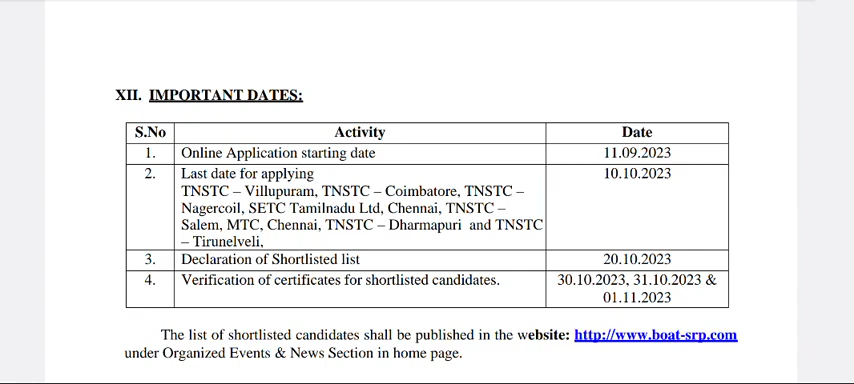 XII. IMPORTANT DATES:
S.No Activity Date
1. Online Application starting date 11.09.2023
2. Last date for applying 10.10.2023
TNSTC – Villupuram, TNSTC – Coimbatore, TNSTC –
Nagercoil, SETC Tamilnadu Ltd, Chennai, TNSTC –
Salem, MTC, Chennai, TNSTC – Dharmapuri and TNSTC
– Tirunelveli,
3. Declaration of Shortlisted list 20.10.2023
4. Verification of certificates for shortlisted candidates. 30.10.2023, 31.10.2023 &
01.11.2023
The list of shortlisted candidates shall be published in the website: http://www.boat-srp.com
under Organized Events & News Section in home page.